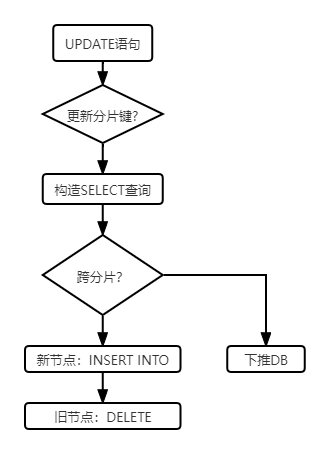 UPDATE语句
更新分片键?
构造SELECT查询
跨分片?
新节点：INSERT INTO
下推DB
旧节点：DELETE